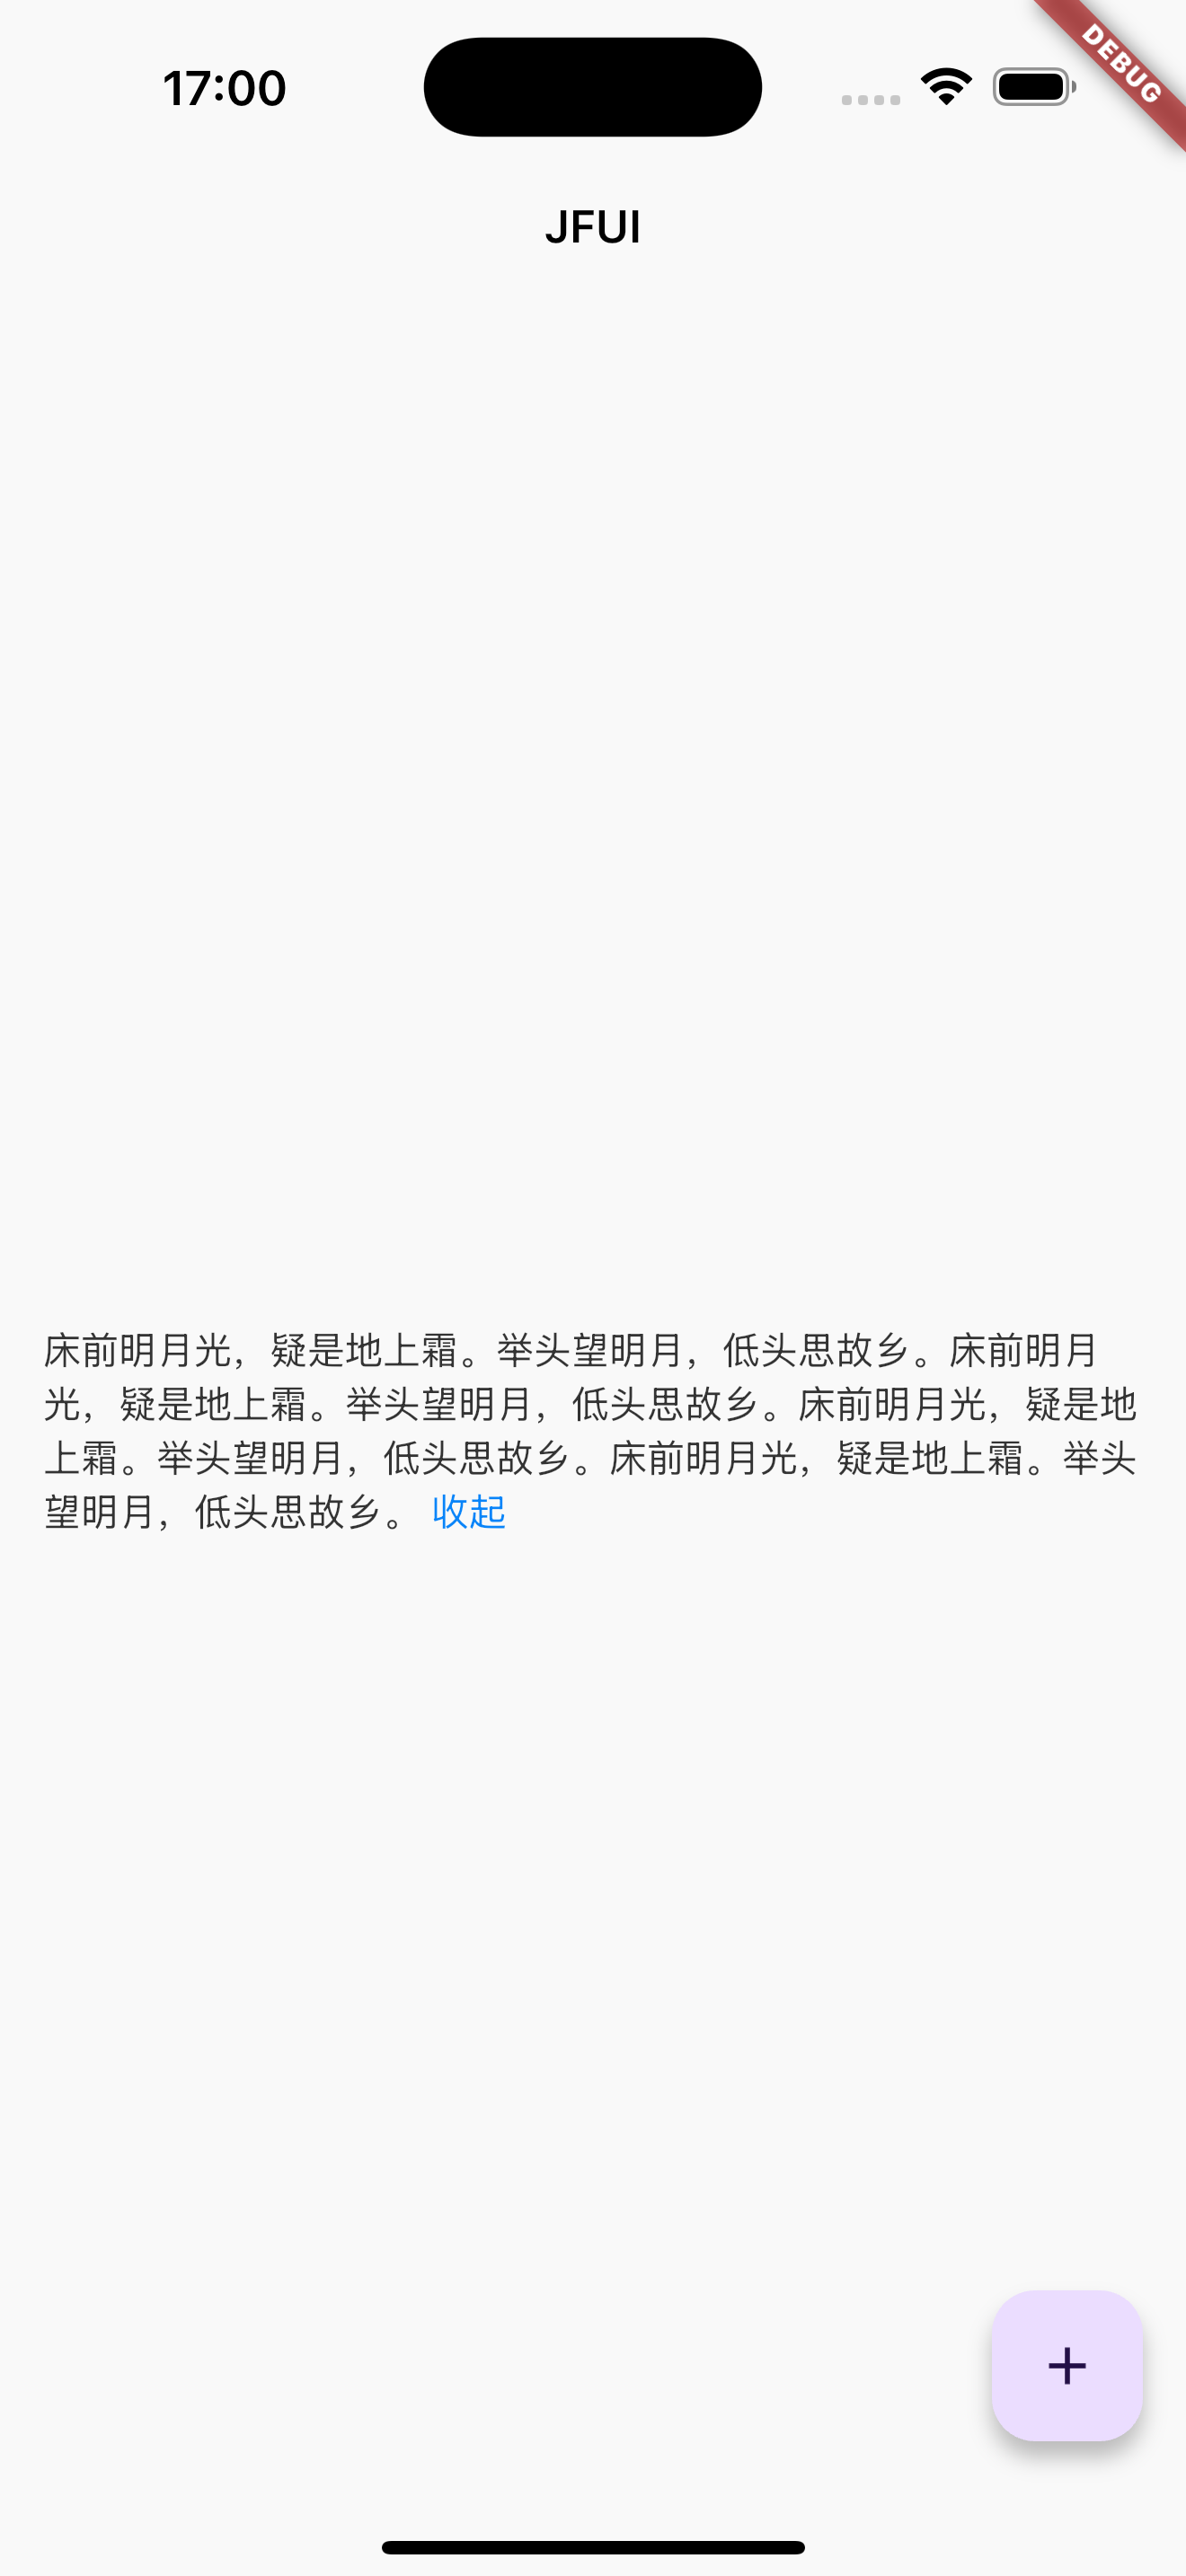 17:00
DEBUG
JFUI
床前明月光，疑是地上霜。举头望明月，低头思故乡。床前明月
光，疑是地上霜。举头望明月，低头思故乡。床前明月光，疑是地
上霜。举头望明月，低头思故乡。床前明月光，疑是地上霜。举头
望明月，低头思故乡。 收起